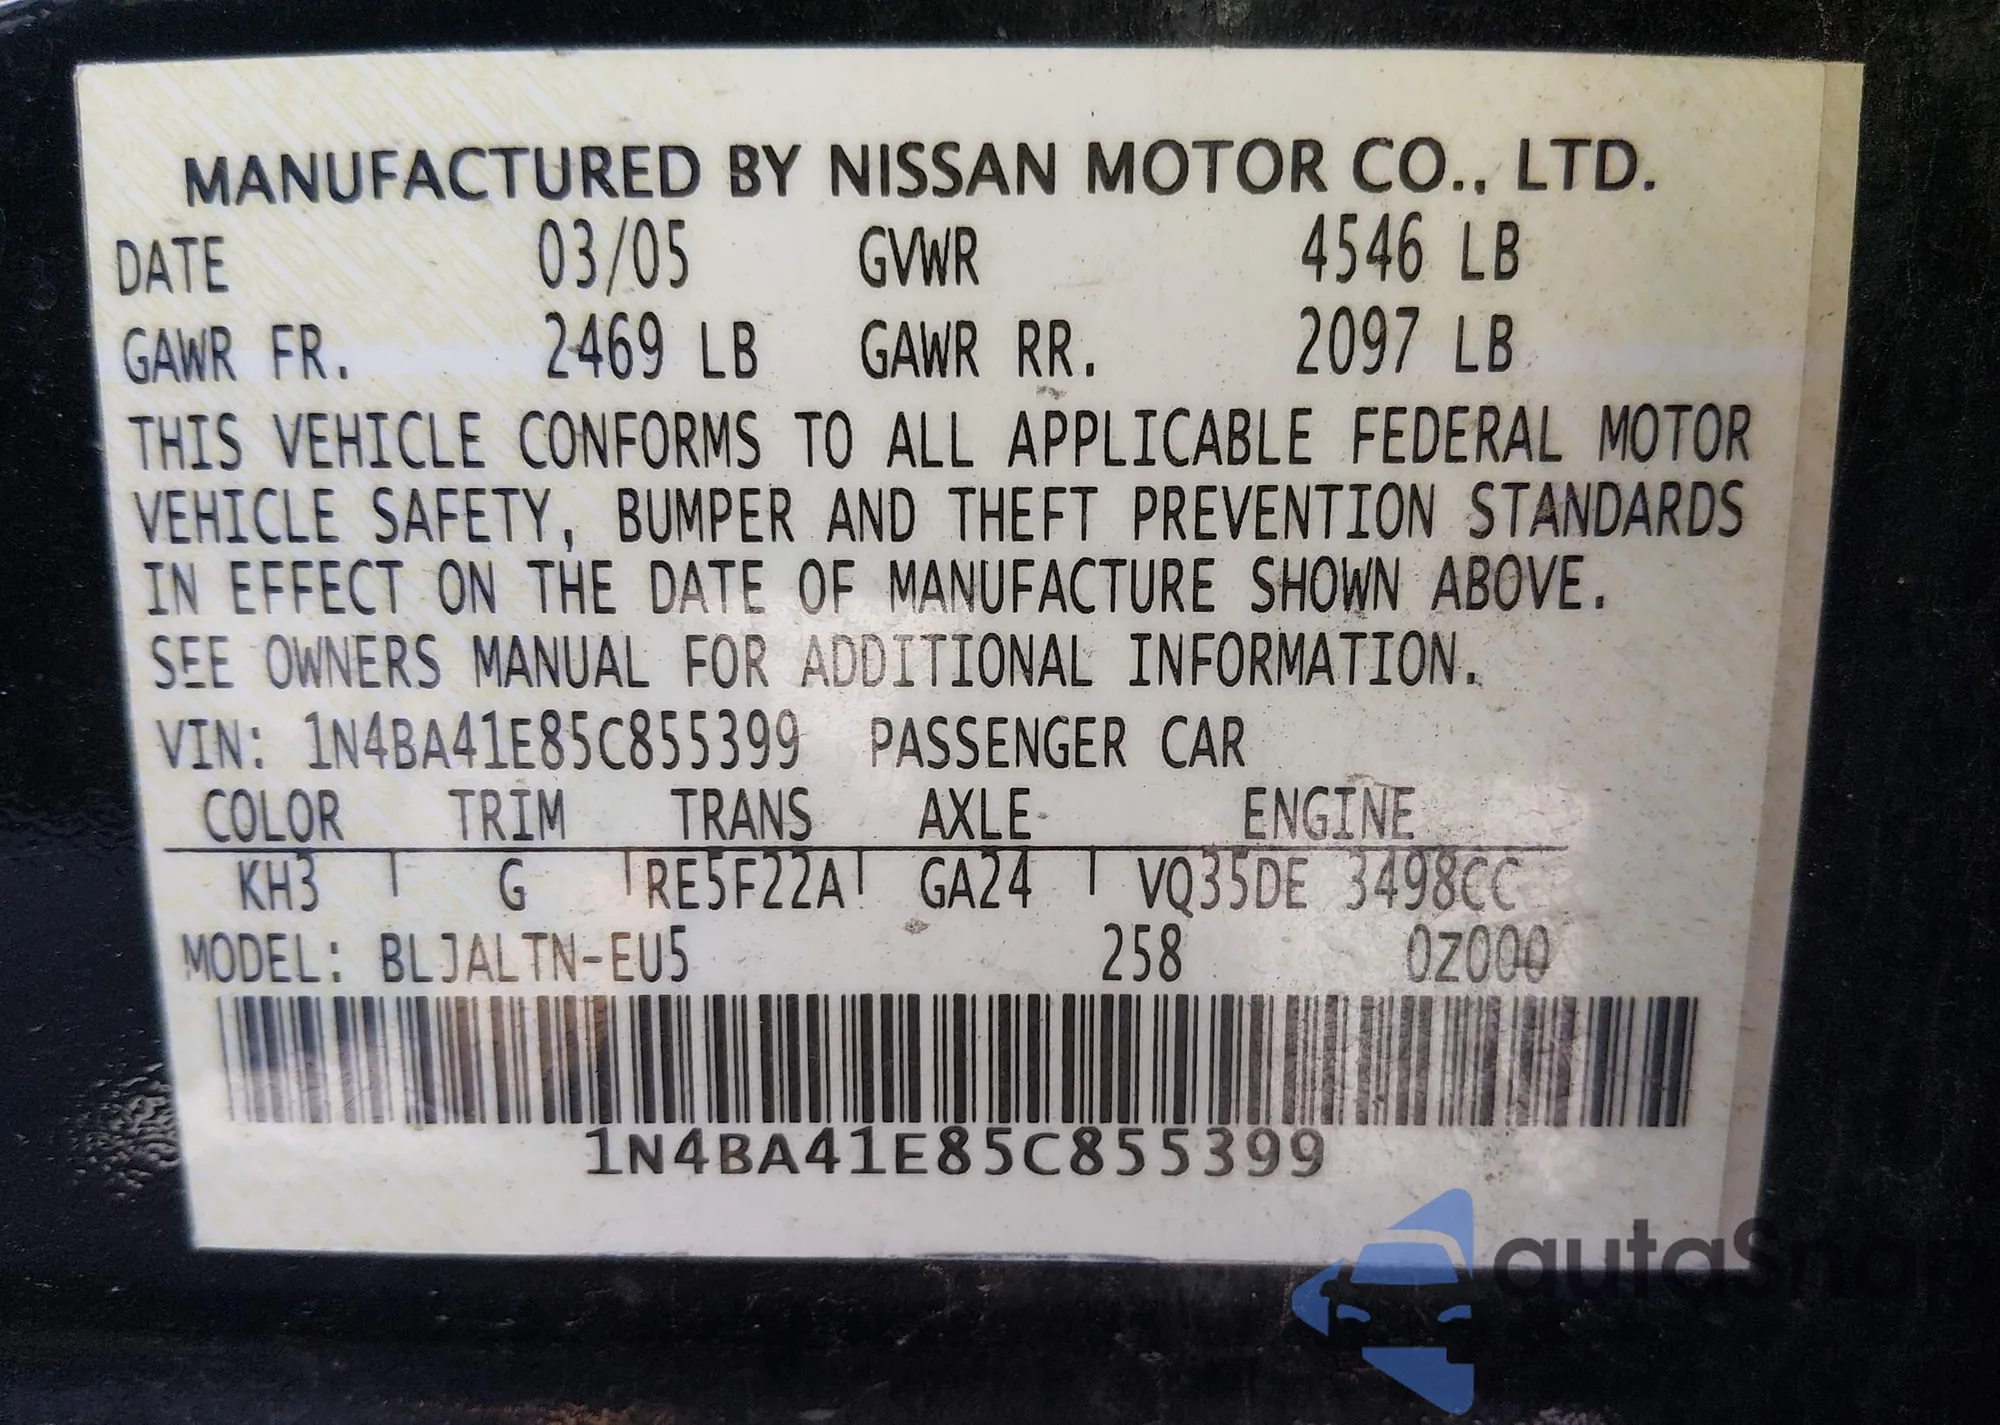 MANUFACTURED BY NISSAN MOTOR CO., LTD.
DATE 03/05 GVWR 4546 LB
GAWR FR. 2469 LB GAWR RR. 2097 LB
THIS VEHICLE CONFORMS TO ALL APPLICABLE FEDERAL MOTOR
VEHICLE SAFETY, BUMPER AND THEFT PREVENTION STANDARDS
IN EFFECT ON THE DATE OF MANUFACTURE SHOWN ABOVE.
SEE OWNERS MANUAL FOR ADDITIONAL INFORMATION.
VIN: 1N4BA41E85C855399 PASSENGER CAR
COLOR TRIM TRANS AXLE ENGINE
KH3 | G | RE5F22A | GA24 | VQ35DE 3498CC
MODEL: BLJALTN-EU5 258 0Z000
1N4BA41E85C855399
autaSnap